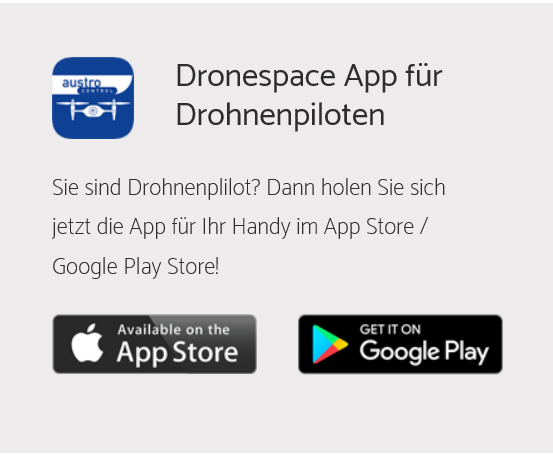 austro
CONTROL
Dronespace App für
Drohnenpiloten
Sie sind Drohnenplilot? Dann holen Sie sich
jetzt die App für Ihr Handy im App Store /
Google Play Store!
Available on the
App Store
GET IT ON
Google Play